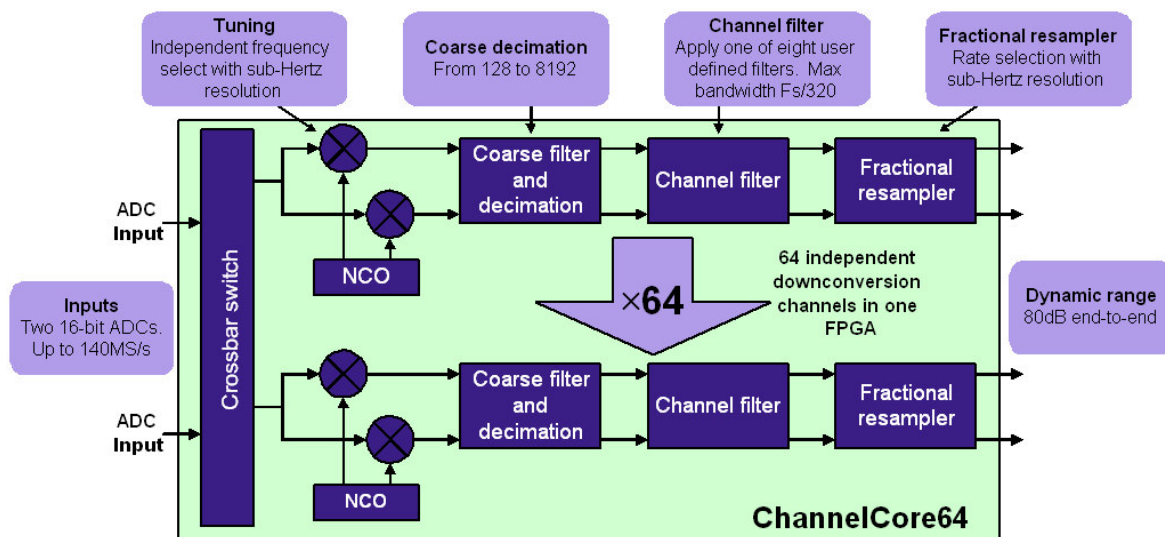 Tuning
Independent frequency
select with sub-Hertz
resolution
Coarse decimation
From 128 to 8192
Channel filter
Apply one of eight user
defined filters. Max
bandwidth Fs/320
Fractional resampler
Rate selection with
sub-Hertz resolution
ADC
Input
Crossbar switch
NCO
Coarse filter
and
decimation
Channel filter
Fractional
resampler
Inputs
Two 16-bit ADCs.
Up to 140MS/s
×64
64 independent
downconversion
channels in one
FPGA
Dynamic range
80dB end-to-end
ADC
Input
NCO
Coarse filter
and
decimation
Channel filter
Fractional
resampler
ChannelCore64